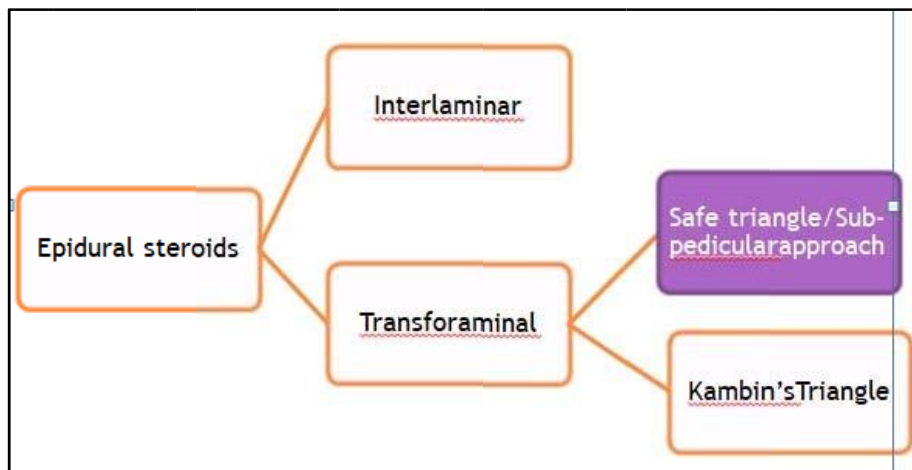 Interlaminar
Epidural steroids
Safe triangle/Sub-
pedicularapproach
Transforaminal
Kambin'sTriangle